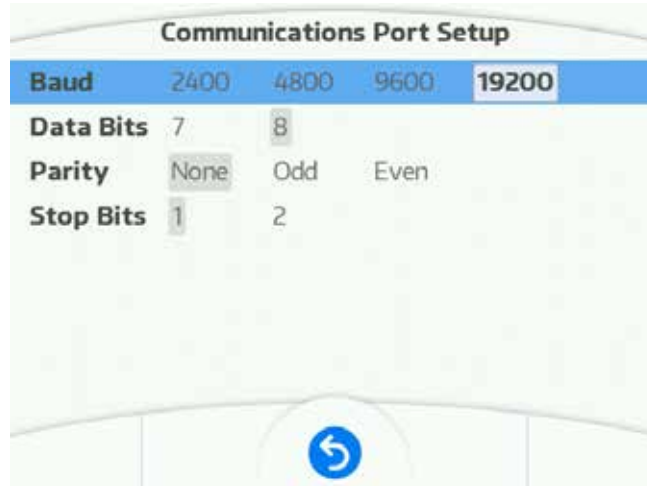 Communications Port Setup
Baud 2400 4800 9600 19200
Data Bits 7 8
Parity None Odd Even
Stop Bits 1 2